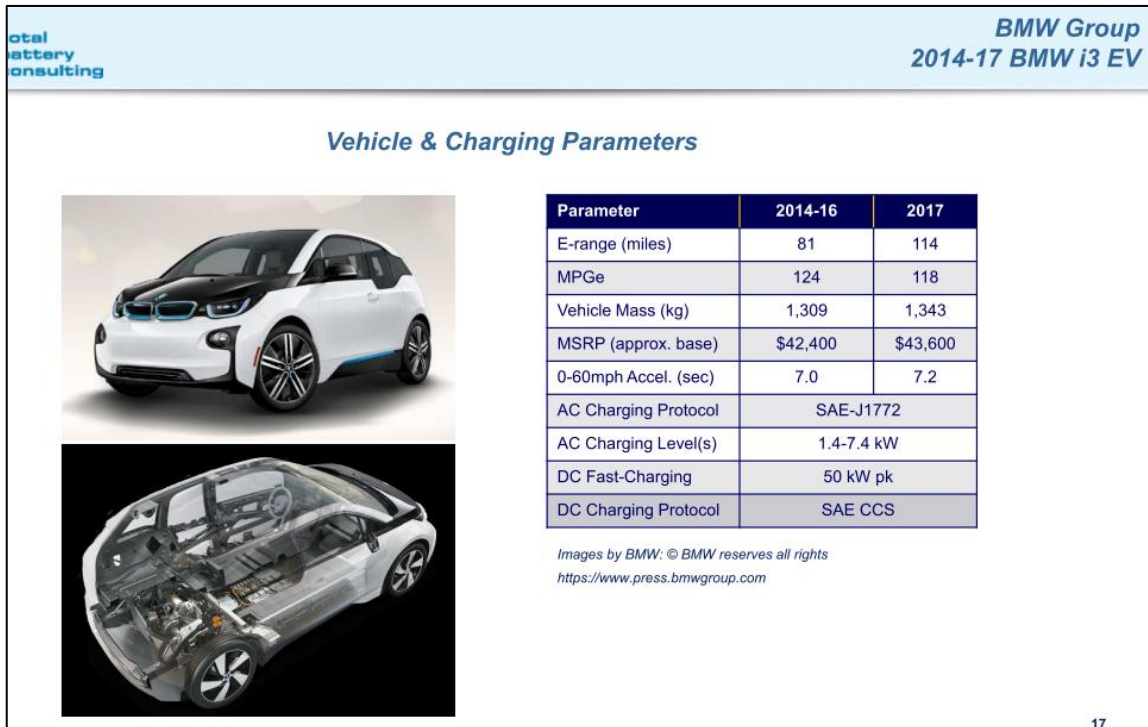 otal
attery
onsulting
BMW Group
2014-17 BMW i3 EV
Vehicle & Charging Parameters
Parameter 2014-16 2017
E-range (miles) 81 114
MPGe 124 118
Vehicle Mass (kg) 1,309 1,343
MSRP (approx. base) $42,400 $43,600
0-60mph Accel. (sec) 7.0 7.2
AC Charging Protocol SAE-J1772
AC Charging Level(s) 1.4-7.4 kW
DC Fast-Charging 50 kW pk
DC Charging Protocol SAE CCS
Images by BMW: © BMW reserves all rights
https://www.press.bmwgroup.com
17